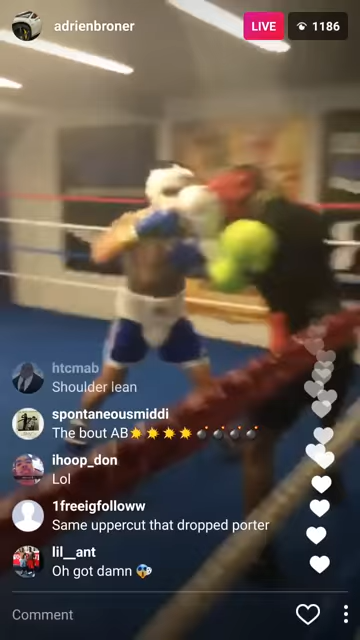 adrienbroner
LIVE
1186
htcmab
Shoulder lean
spontaneousmiddi
The bout AB💥💥💥💥💣💣💣💣
ihoop_don
Lol
1freeigfolloww
Same uppercut that dropped porter
lil__ant
Oh got damn 😱
Comment